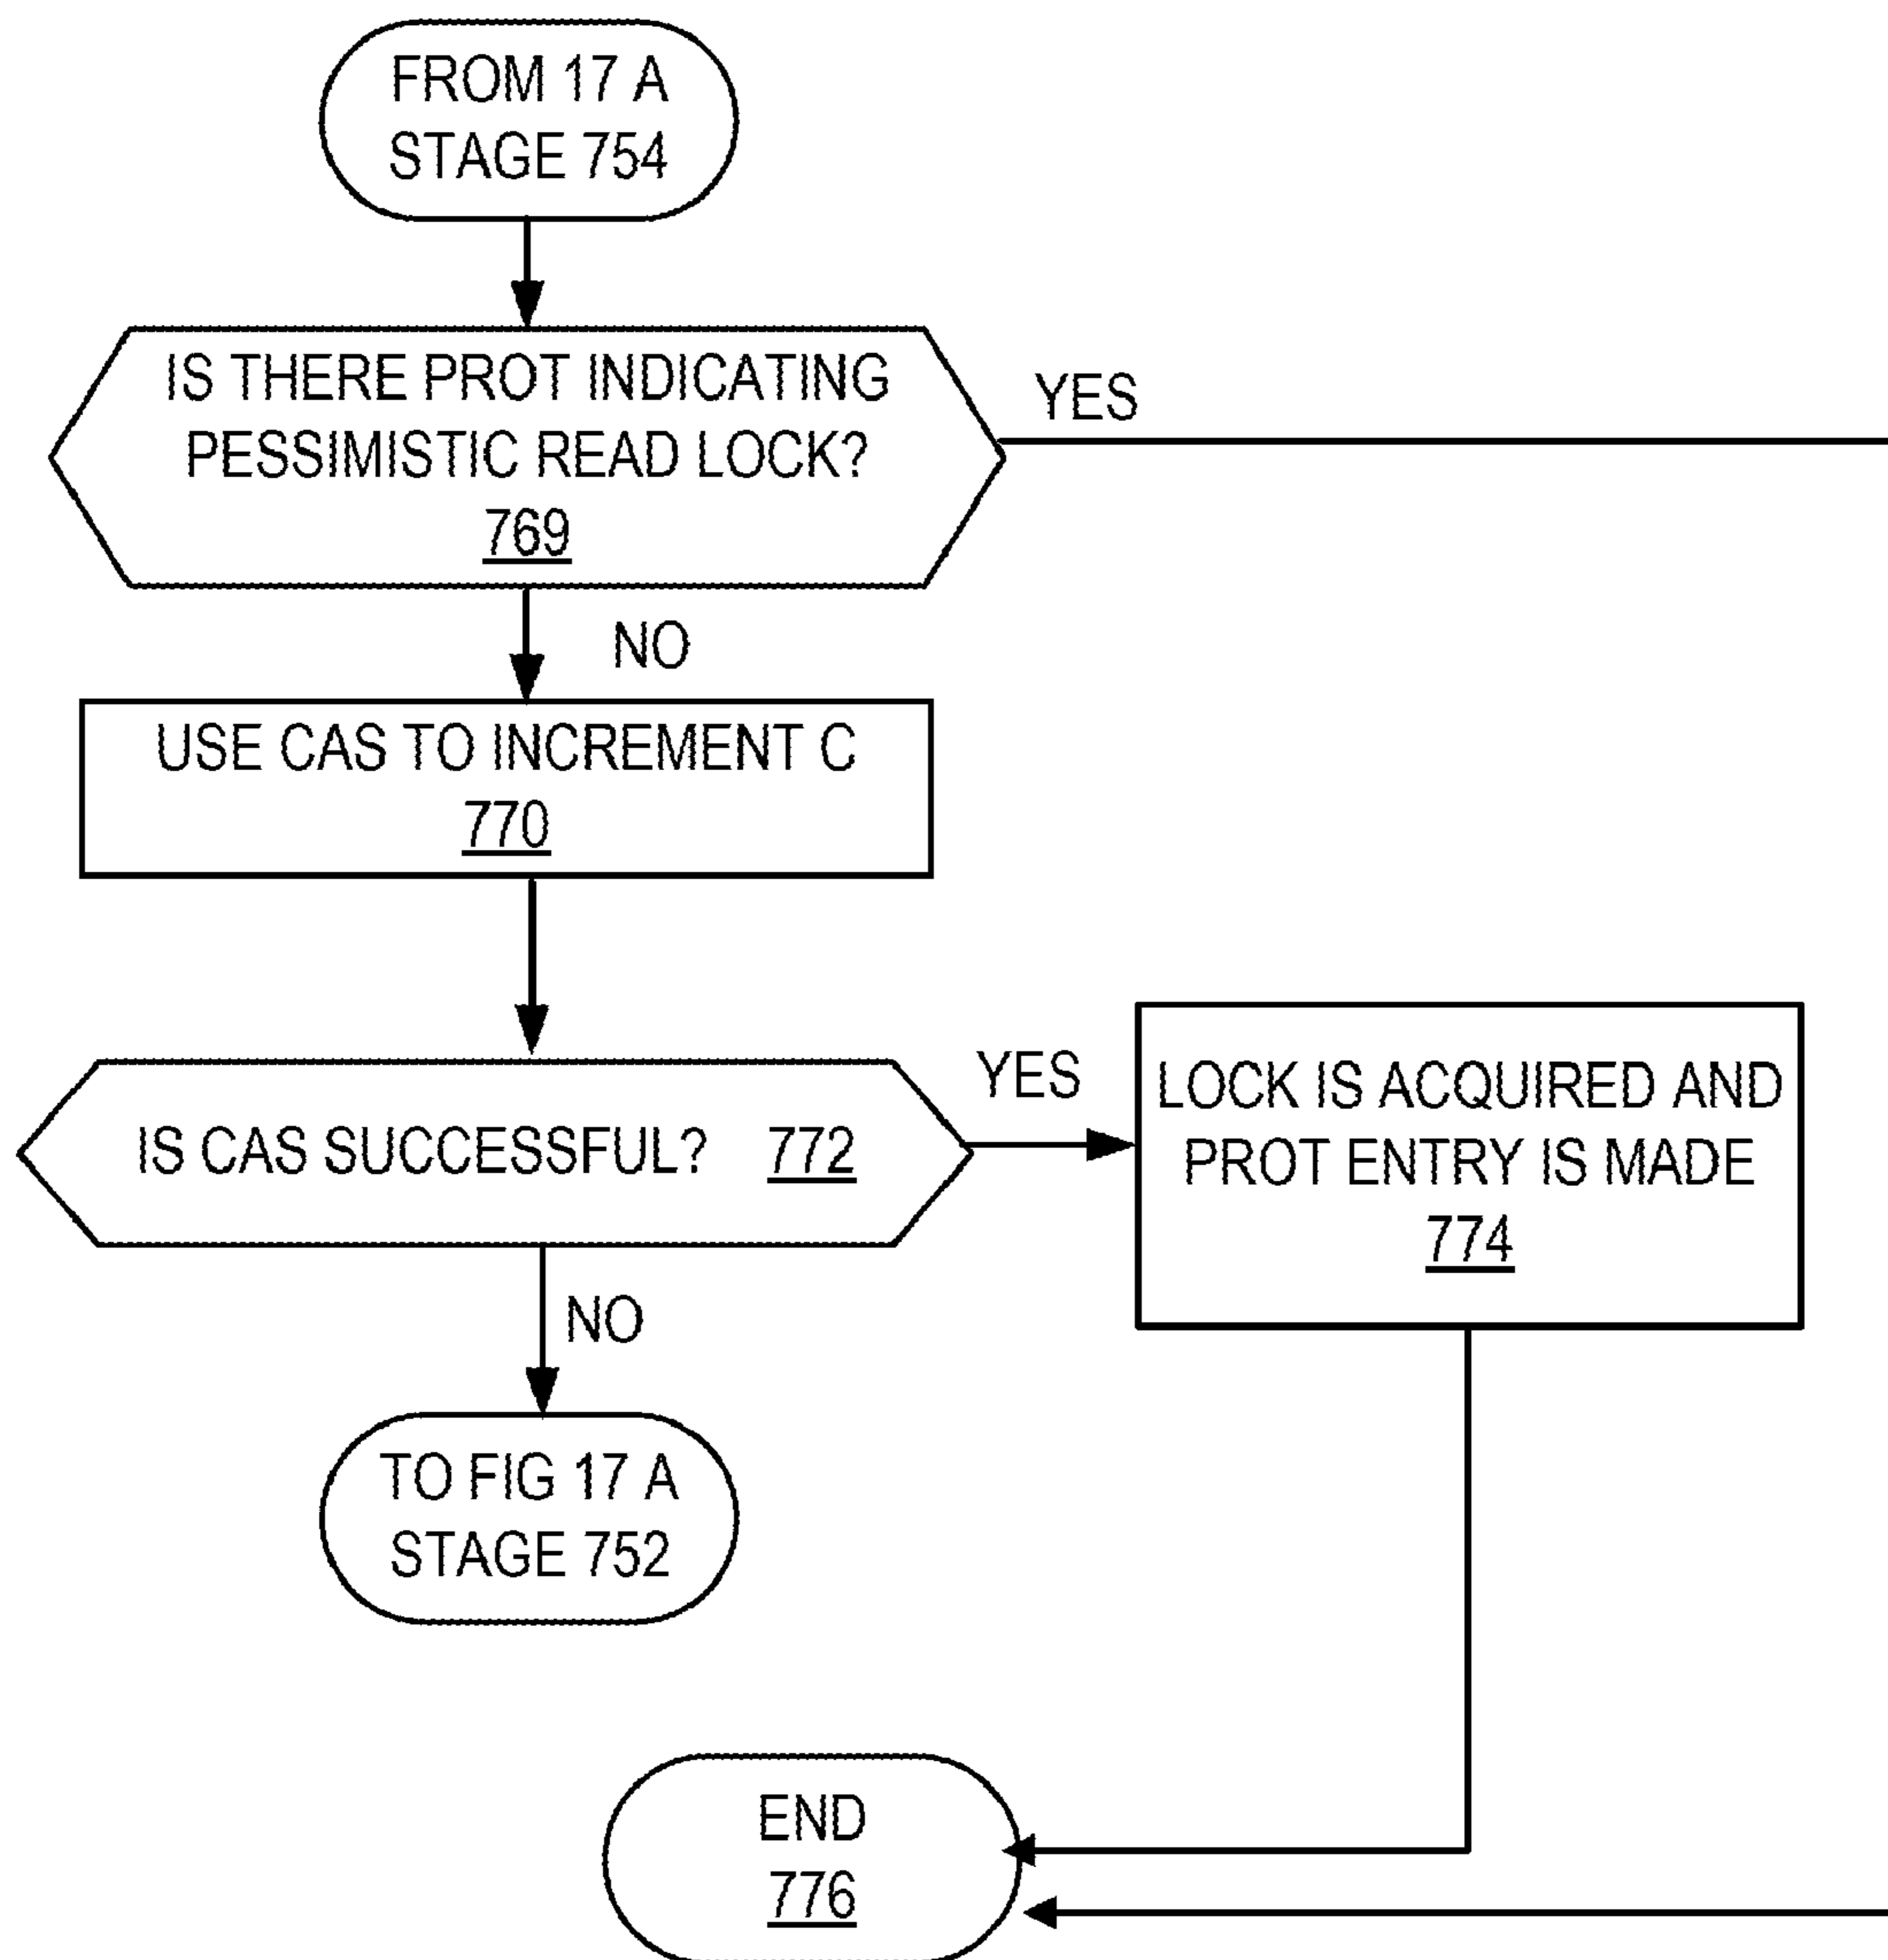 FROM 17 A
STAGE 754
IS THERE PROT INDICATING
PESSIMISTIC READ LOCK?
769
YES
NO
USE CAS TO INCREMENT C
770
IS CAS SUCCESSFUL? 772
YES
LOCK IS ACQUIRED AND
PROT ENTRY IS MADE
774
NO
TO FIG 17 A
STAGE 752
END
776